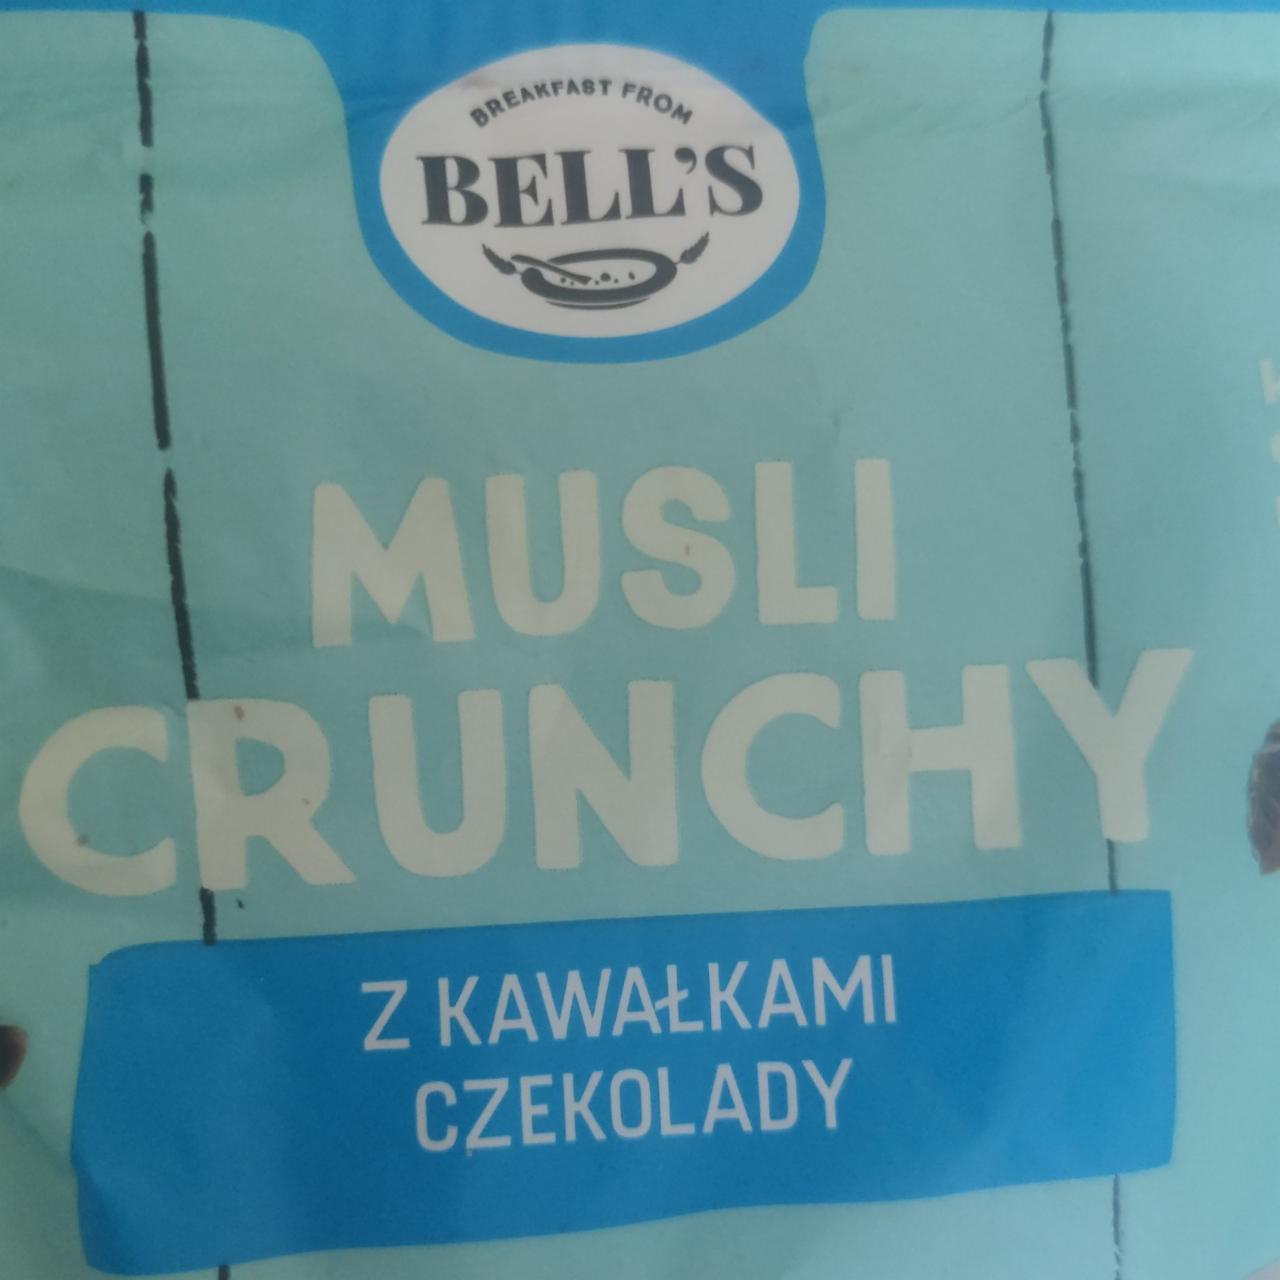 BREAKFAST FROM
BELL'S
MUSLI
CRUNCHY
Z KAWAŁKAMI
CZEKOLADY